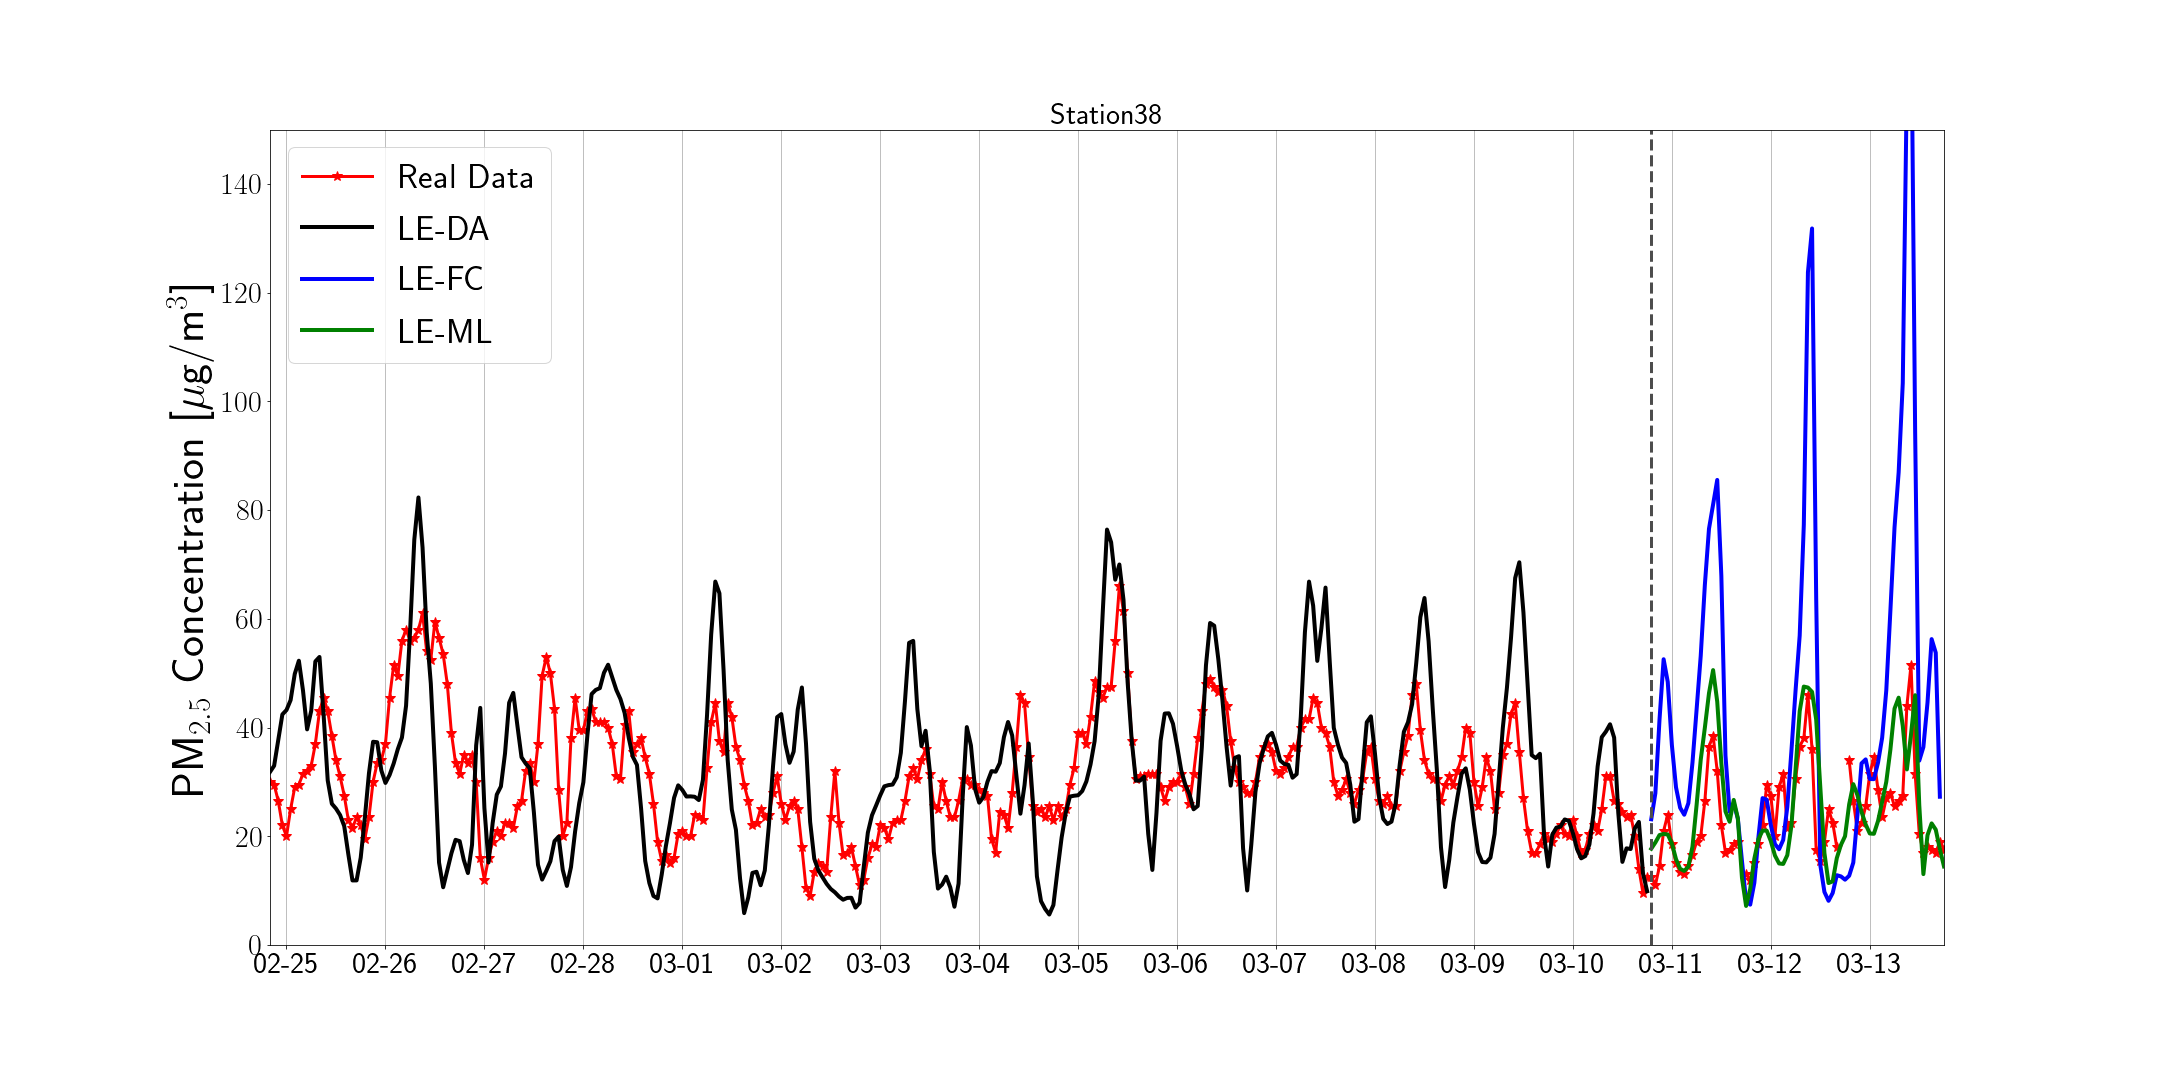 Station38
Real Data
LE-DA
LE-FC
LE-ML
PM2.5 Concentration [μg/m³]
140
120
100
80
60
40
20
0
02-25 02-26 02-27 02-28 03-01 03-02 03-03 03-04 03-05 03-06 03-07 03-08 03-09 03-10 03-11 03-12 03-13